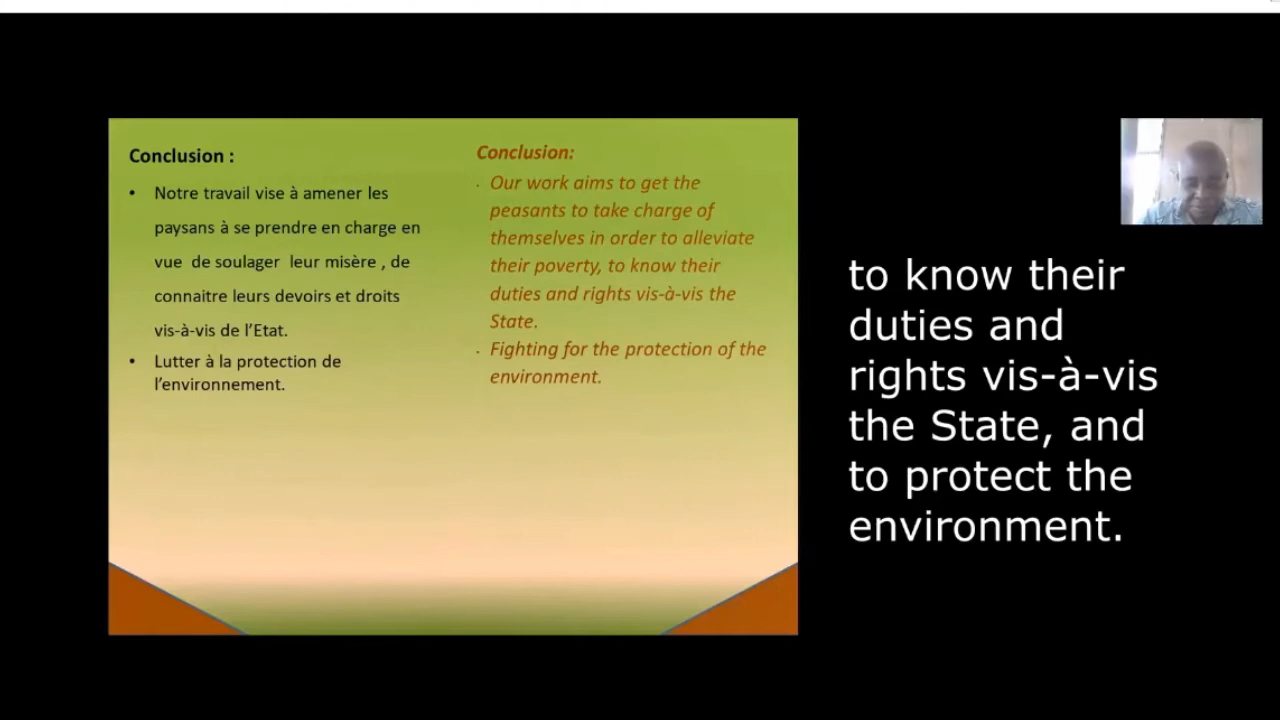 Conclusion :
• Notre travail vise à amener les
paysans à se prendre en charge en
vue de soulager leur misère , de
connaitre leurs devoirs et droits
vis-à-vis de l’Etat.
• Lutter à la protection de
l’environnement.
Conclusion:
· Our work aims to get the
peasants to take charge of
themselves in order to alleviate
their poverty, to know their
duties and rights vis-à-vis the
State.
· Fighting for the protection of the
environment.
to know their
duties and
rights vis-à-vis
the State, and
to protect the
environment.